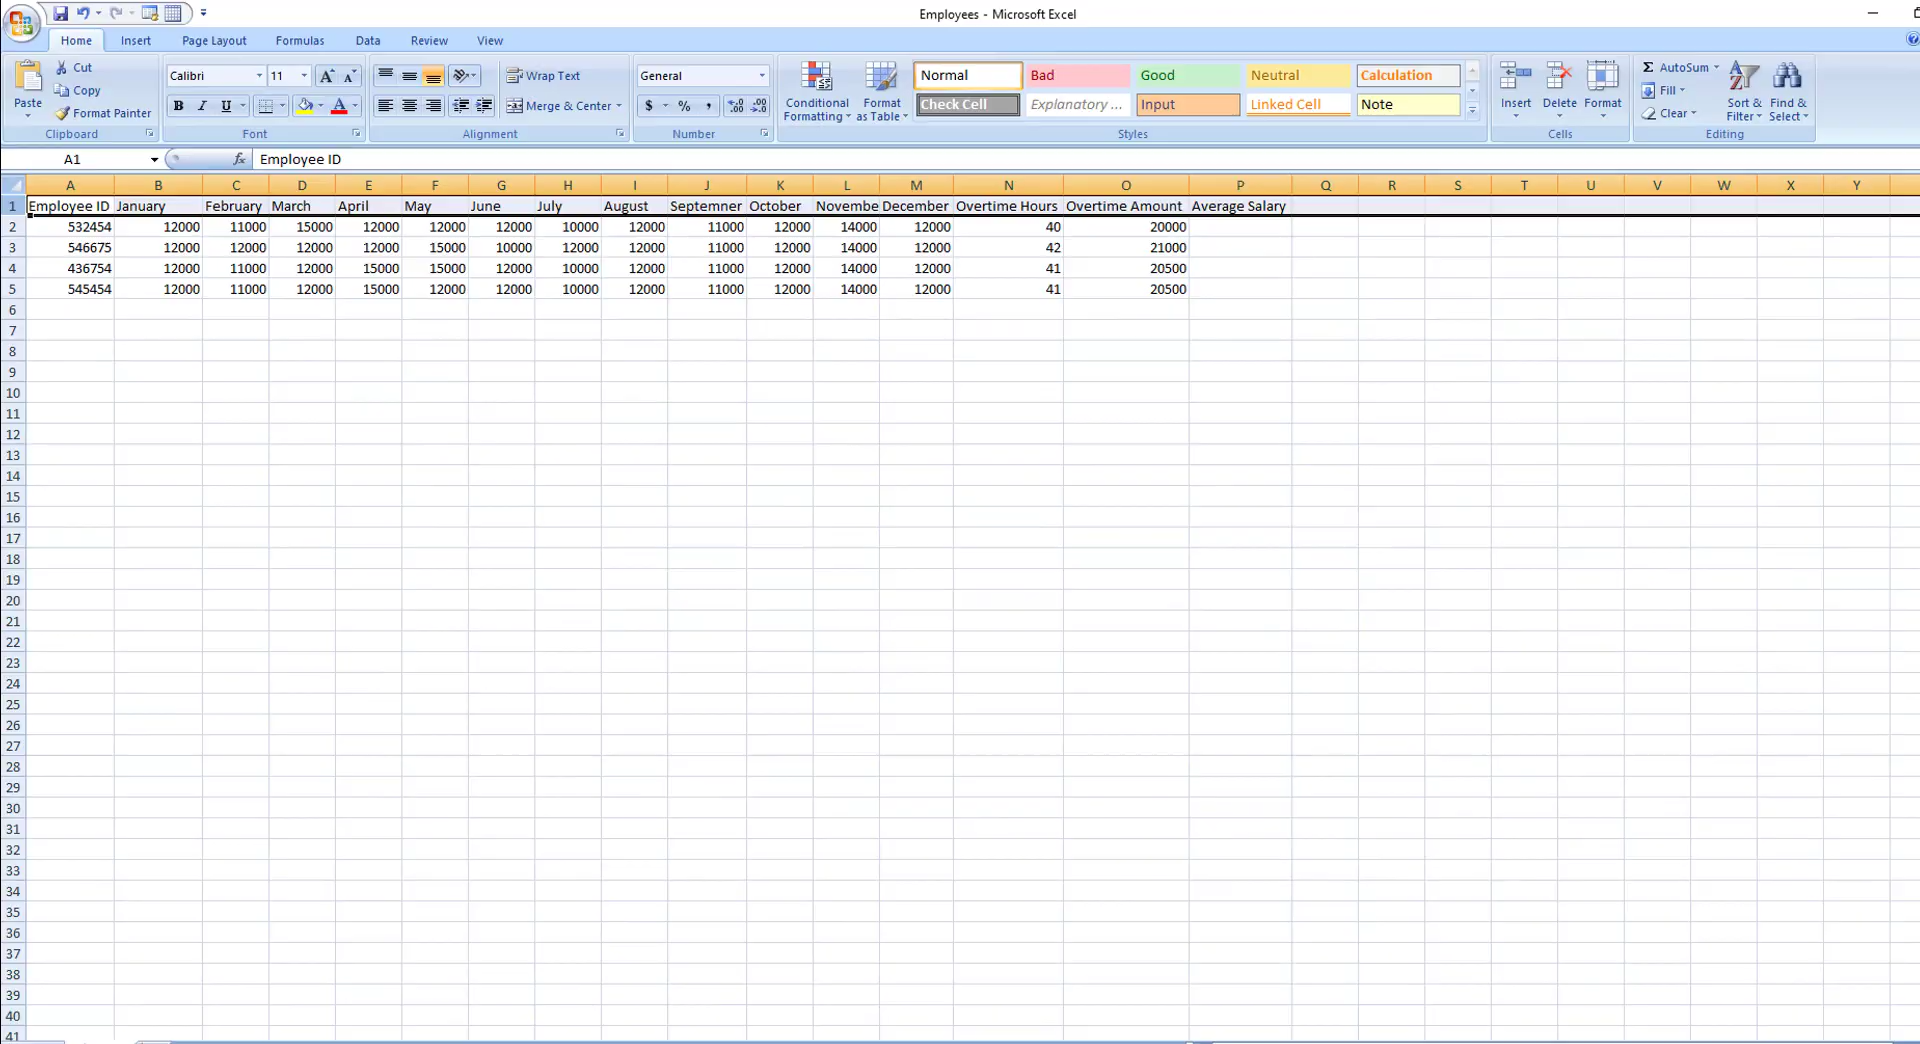 Employees - Microsoft Excel
Home Insert Page Layout Formulas Data Review View
Paste Cut Copy Format Painter Clipboard
Calibri 11 A A B I U A Font
Wrap Text Merge & Center Alignment
General $ % , .00 .0 Number
Conditional Formatting Format as Table
Normal Bad Good Neutral Calculation
Check Cell Explanatory ... Input Linked Cell Note
Styles
Insert Delete Format Cells
Σ AutoSum Fill Clear Sort & Filter Find & Select Editing
A1 fx Employee ID
A B C D E F G H I J K L M N O P Q R S T U V W X Y
1 Employee ID January February March April May June July August Septemner October Novembe December Overtime Hours Overtime Amount Average Salary
2 532454 12000 11000 15000 12000 12000 12000 10000 12000 11000 12000 14000 12000 40 20000
3 546675 12000 12000 12000 12000 15000 10000 12000 12000 11000 12000 14000 12000 42 21000
4 436754 12000 11000 12000 15000 15000 12000 10000 12000 11000 12000 14000 12000 41 20500
5 545454 12000 11000 12000 15000 12000 12000 10000 12000 11000 12000 14000 12000 41 20500
6
7
8
9
10
11
12
13
14
15
16
17
18
19
20
21
22
23
24
25
26
27
28
29
30
31
32
33
34
35
36
37
38
39
40
41